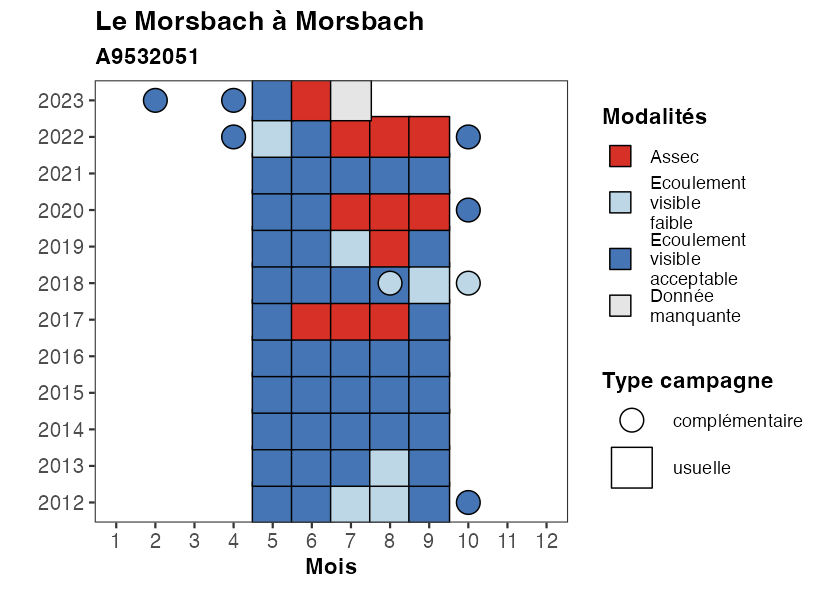 Le Morsbach à Morsbach
A9532051
2023
2022
2021
2020
2019
2018
2017
2016
2015
2014
2013
2012
1 2 3 4 5 6 7 8 9 10 11 12
Mois
Modalités
Assec
Ecoulement
visible
faible
Ecoulement
visible
acceptable
Donnée
manquante
Type campagne
complémentaire
usuelle